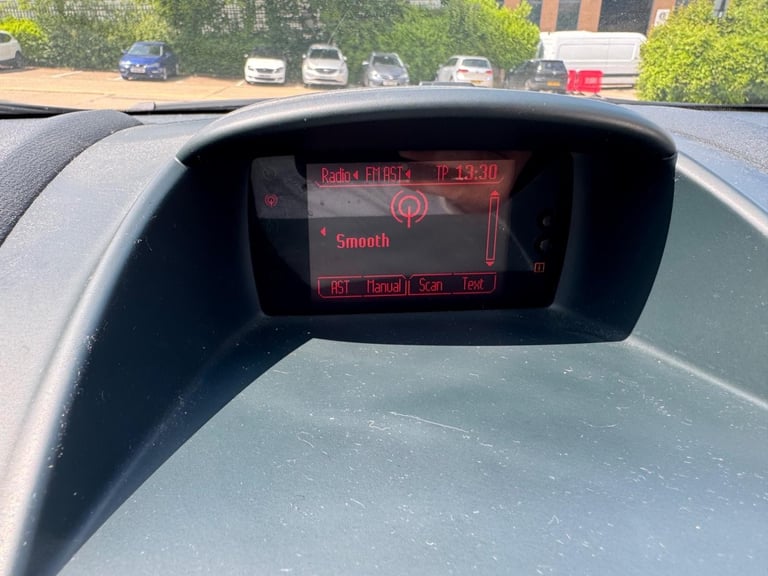 Radio FM AST TP 13:30
Smooth
AST Manual Scan Text